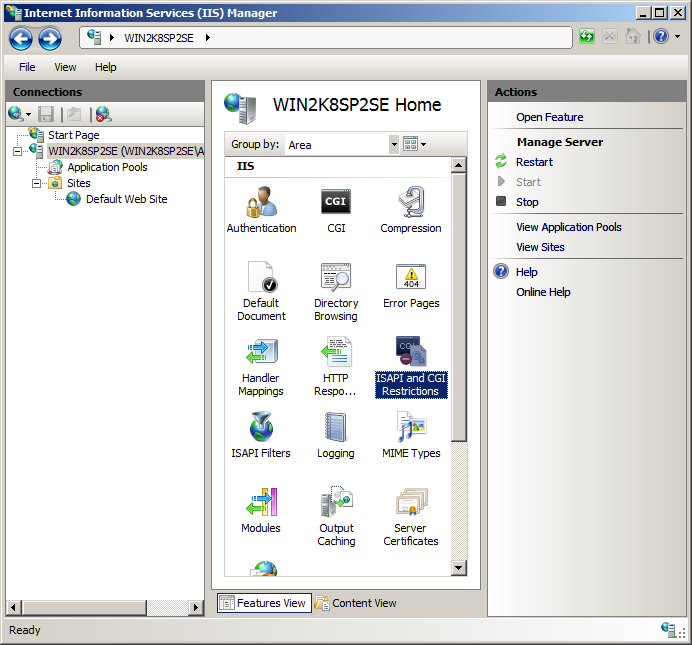 Internet Information Services (IIS) Manager
WIN2K8SP2SE
File View Help
Connections
Start Page
WIN2K8SP2SE (WIN2K8SP2SE\A
Application Pools
Sites
Default Web Site
WIN2K8SP2SE Home
Group by: Area
IIS
Authentication
CGI
CGI
Compression
Default
Document
Directory
Browsing
404
Error Pages
Handler
Mappings
HTTP
Respo...
CGI
ISAPI and CGI
Restrictions
ISAPI Filters
Logging
MIME Types
Modules
Output
Caching
Server
Certificates
Features View
Content View
Actions
Open Feature
Manage Server
Restart
Start
Stop
View Application Pools
View Sites
Help
Online Help
Ready